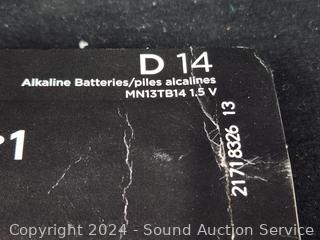 D 14
Alkaline Batteries/piles alcalines
MN13TB14 1.5 V
21718326 13
1
Copyright 2024 - Sound Auction Service